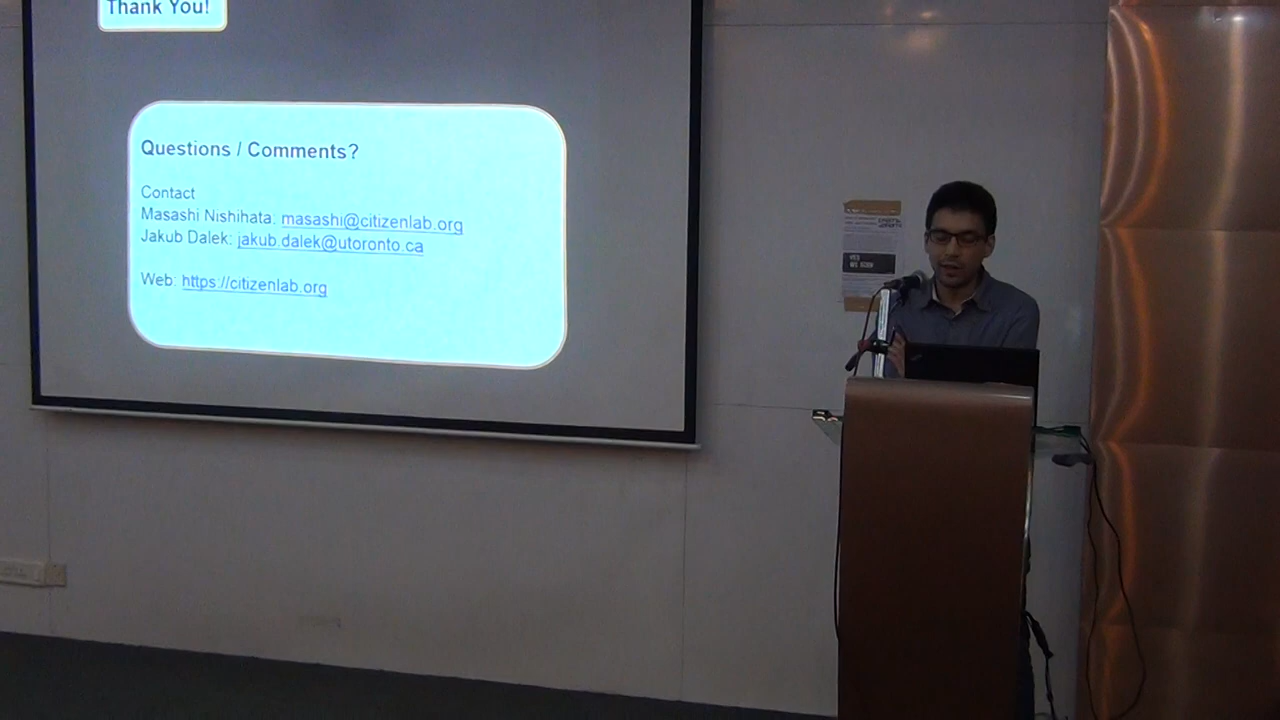 Thank You!
Questions / Comments?
Contact
Masashi Nishihata: masashi@citizenlab.org
Jakub Dalek: jakub.dalek@utoronto.ca
Web: https://citizenlab.org